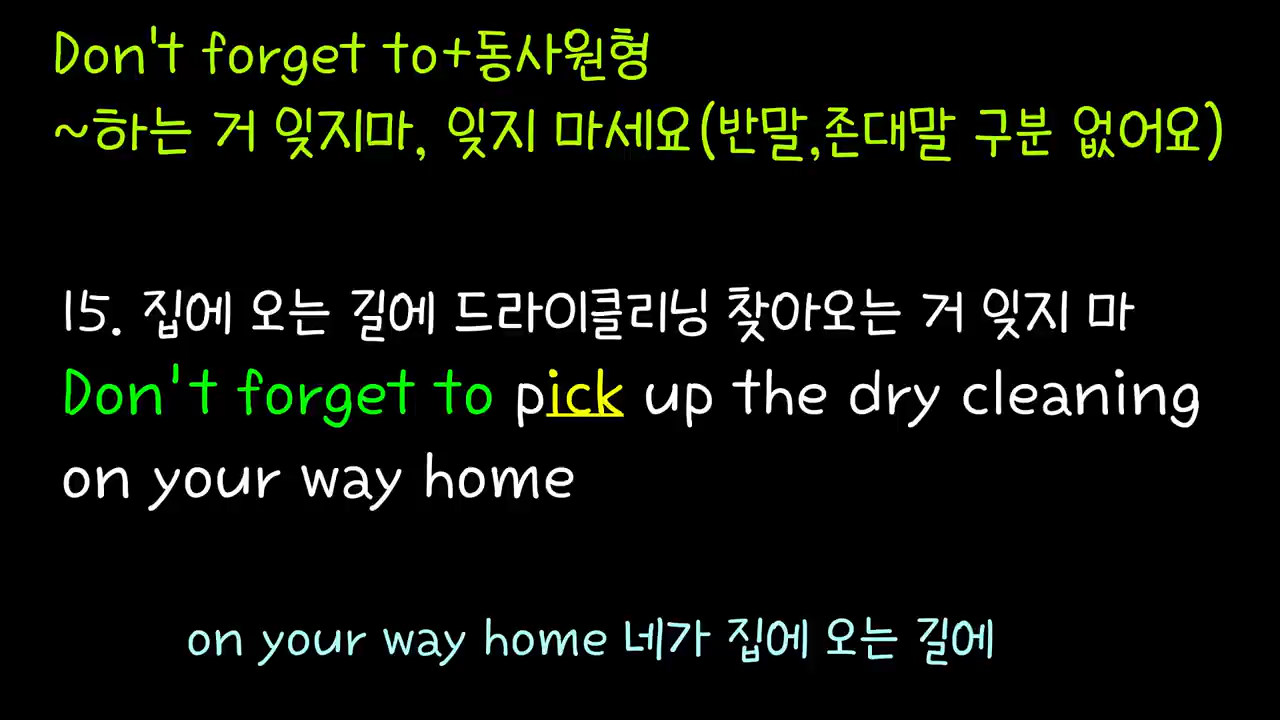 Don't forget to+동사원형
~하는 거 잊지마, 잊지 마세요(반말,존대말 구분 없어요)
15. 집에 오는 길에 드라이클리닝 찾아오는 거 잊지 마
Don't forget to pick up the dry cleaning
on your way home
on your way home 네가 집에 오는 길에